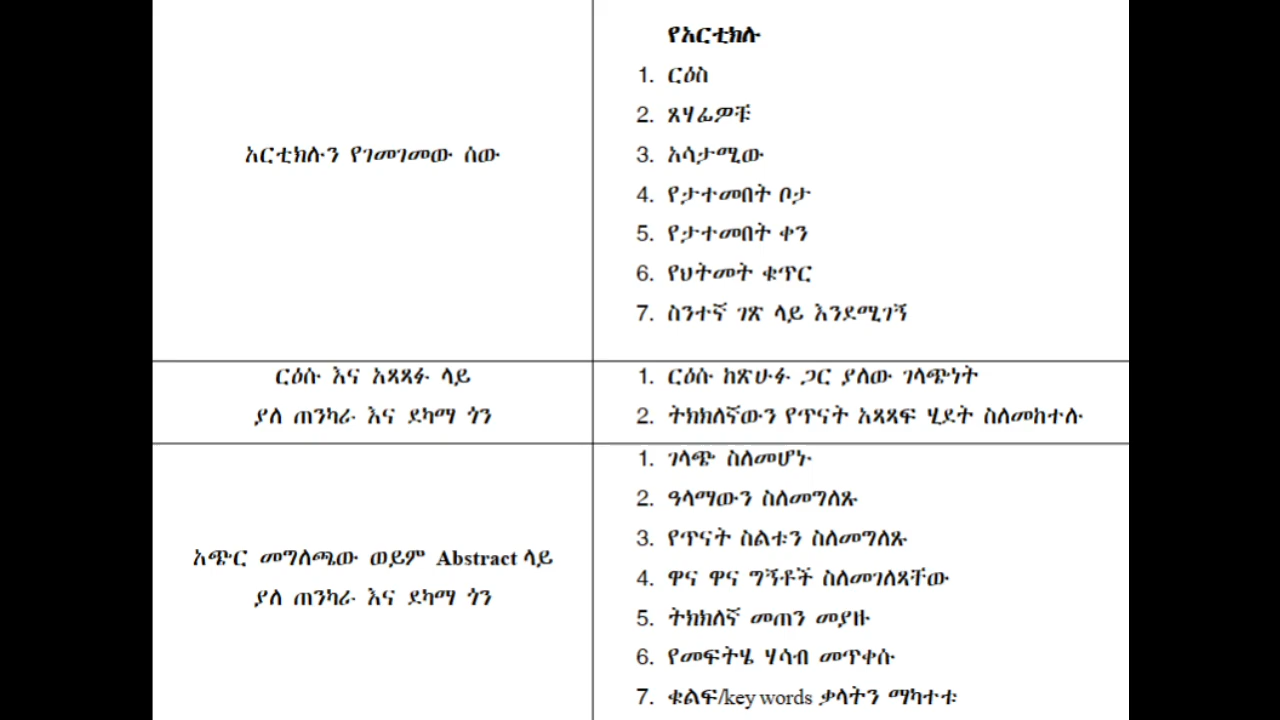 የአርቲክሉ
1. ርዕስ
2. ጸሃፊዎቹ
አርቲክሉን የገመገመው ሰው
3. አሳታሚው
4. የታተመበት ቦታ
5. የታተመበት ቀን
6. የህትመት ቁጥር
7. ስንተኛ ገጽ ላይ እንደሚገኝ
ርዕሱ እና አጻጻፉ ላይ
ያለ ጠንካራ እና ደካማ ጎን
1. ርዕሱ ከጽሁፉ ጋር ያለው ገላጭነት
2. ትክክለኛውን የጥናት አጻጻፍ ሂደት ስለመከተሉ
አጭር መግለጫው ወይም Abstract ላይ
ያለ ጠንካራ እና ደካማ ጎን
1. ገላጭ ስለመሆኑ
2. ዓላማውን ስለመግለጹ
3. የጥናት ስልቱን ስለመግለጹ
4. ዋና ዋና ግኝቶች ስለመገለጻቸው
5. ትክክለኛ መጠን መያዙ
6. የመፍትሄ ሃሳብ መጥቀሱ
7. ቁልፍ/key words ቃላትን ማካተቱ